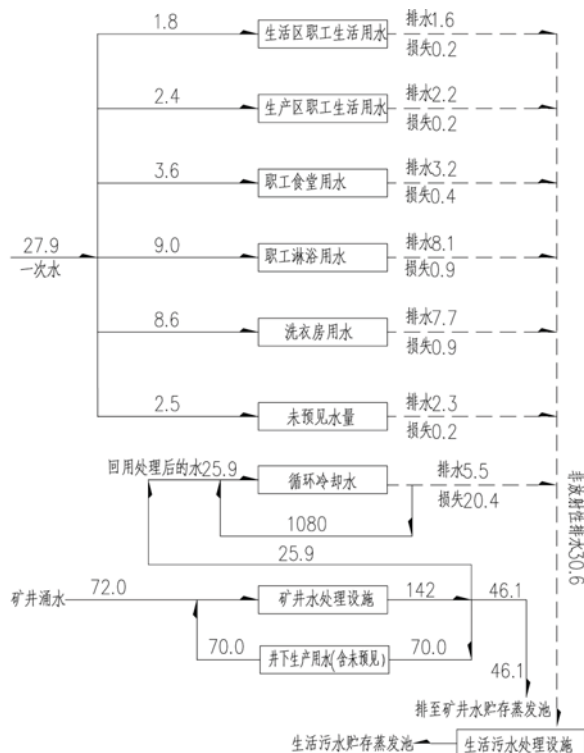 1.8
生活区职工生活用水
排水1.6
损失0.2
2.4
生产区职工生活用水
排水2.2
损失0.2
3.6
职工食堂用水
排水3.2
损失0.4
27.9
一次水
9.0
职工淋浴用水
排水8.1
损失0.9
8.6
洗衣房用水
排水7.7
损失0.9
2.5
未预见水量
排水2.3
损失0.2
回用处理后的水25.9
循环冷却水
排水5.5
损失20.4
1080
25.9
非放射性排水30.6
矿井涌水
72.0
矿井水处理设施
142
46.1
70.0
井下生产用水(含未预见)
70.0
46.1
排至矿井水贮存蒸发池
生活污水贮存蒸发池
生活污水处理设施